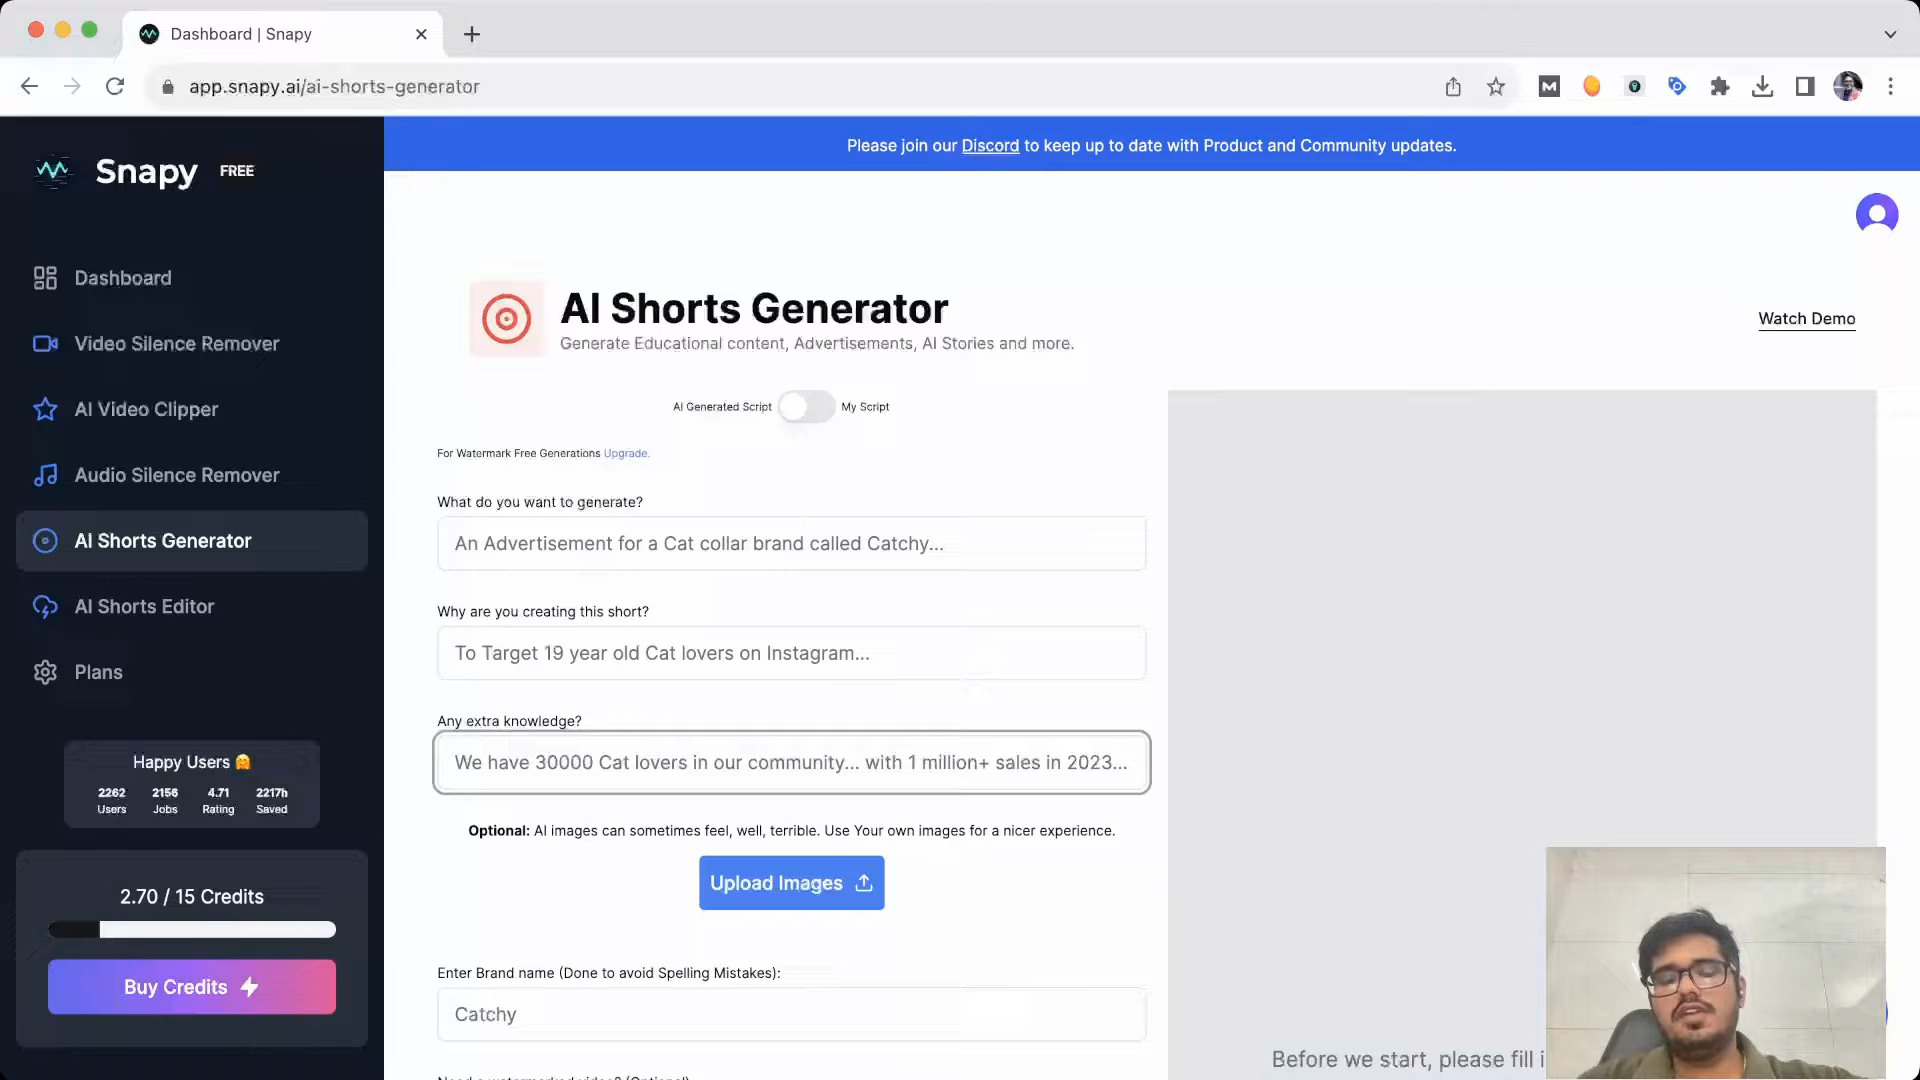 Dashboard | Snapy
app.snapy.ai/ai-shorts-generator
Please join our Discord to keep up to date with Product and Community updates.
Snapy FREE
Dashboard
Video Silence Remover
AI Video Clipper
Audio Silence Remover
AI Shorts Generator
AI Shorts Editor
Plans
Happy Users 🤗
2262 2156 4.71 2217h
Users Jobs Rating Saved
2.70 / 15 Credits
Buy Credits
AI Shorts Generator
Generate Educational content, Advertisements, AI Stories and more.
Watch Demo
AI Generated Script My Script
For Watermark Free Generations Upgrade.
What do you want to generate?
An Advertisement for a Cat collar brand called Catchy...
Why are you creating this short?
To Target 19 year old Cat lovers on Instagram...
Any extra knowledge?
We have 30000 Cat lovers in our community... with 1 million+ sales in 2023...
Optional: AI images can sometimes feel, well, terrible. Use Your own images for a nicer experience.
Upload Images
Enter Brand name (Done to avoid Spelling Mistakes):
Catchy
Before we start, please fill i